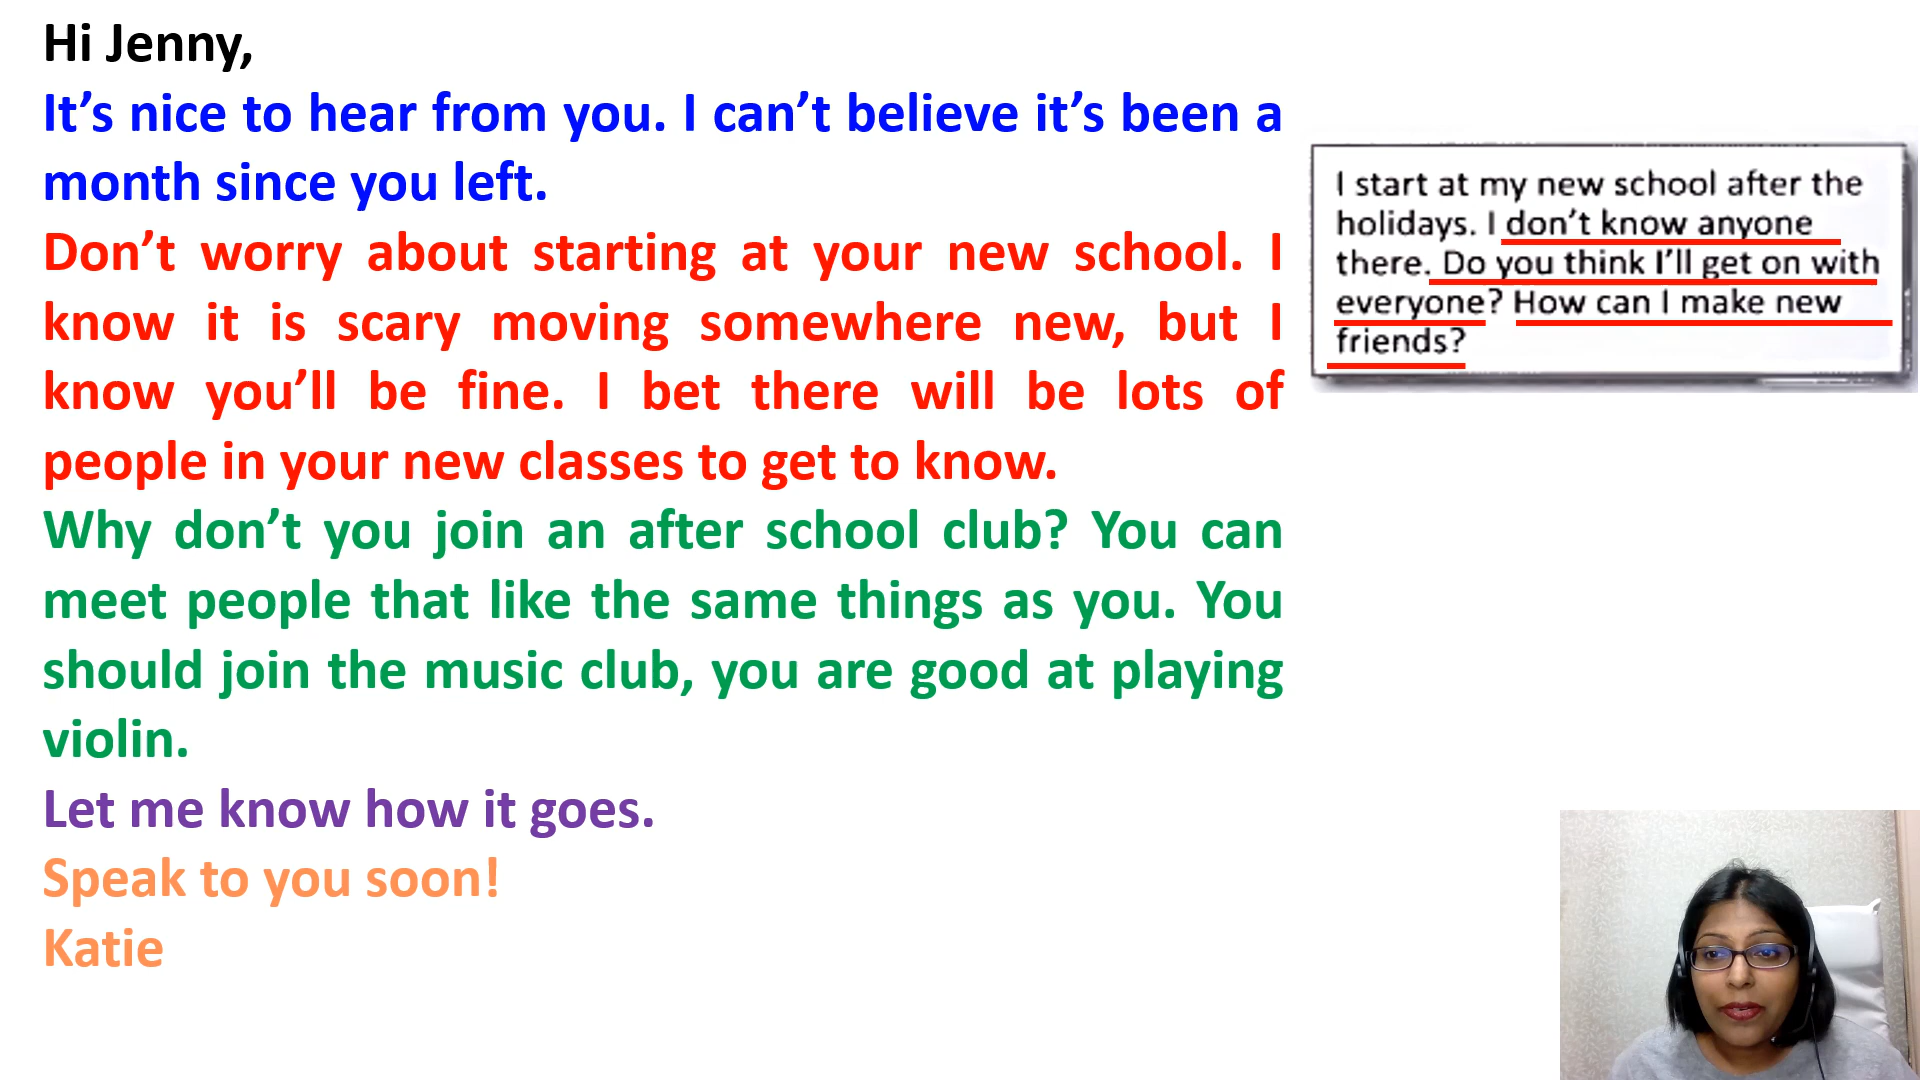 Hi Jenny,
It’s nice to hear from you. I can’t believe it’s been a
month since you left.
Don’t worry about starting at your new school. I
know it is scary moving somewhere new, but I
know you’ll be fine. I bet there will be lots of
people in your new classes to get to know.
Why don’t you join an after school club? You can
meet people that like the same things as you. You
should join the music club, you are good at playing
violin.
Let me know how it goes.
Speak to you soon!
Katie
I start at my new school after the
holidays. I don’t know anyone
there. Do you think I’ll get on with
everyone? How can I make new
friends?